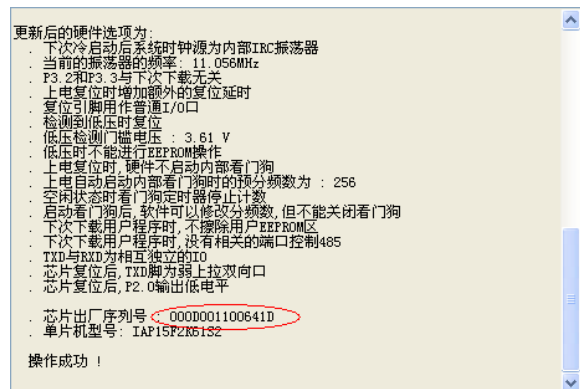 更新后的硬件选项为:
. 下次冷启动后系统时钟源为内部IRC振荡器
. 当前的振荡器的频率: 11.056MHz
. P3.2和P3.3与下次下载无关
. 上电复位时增加额外的复位延时
. 复位引脚用作普通I/O口
. 检测到低压时复位
. 低压检测门槛电压 : 3.61 V
. 低压时不能进行EEPROM操作
. 上电复位时,硬件不启动内部看门狗
. 上电自动启动内部看门狗时的预分频数为 : 256
. 空闲状态时看门狗定时器停止计数
. 启动看门狗后,软件可以修改分频数,但不能关闭看门狗
. 下次下载用户程序时,不擦除用户EEPROM区
. 下次下载用户程序时,没有相关的端口控制485
. TXD与RXD为相互独立的IO
. 芯片复位后,TXD脚为弱上拉双向口
. 芯片复位后,P2.0输出低电平
. 芯片出厂序列号 : 000D001100641D
. 单片机型号: IAP15F2K61S2
操作成功 !